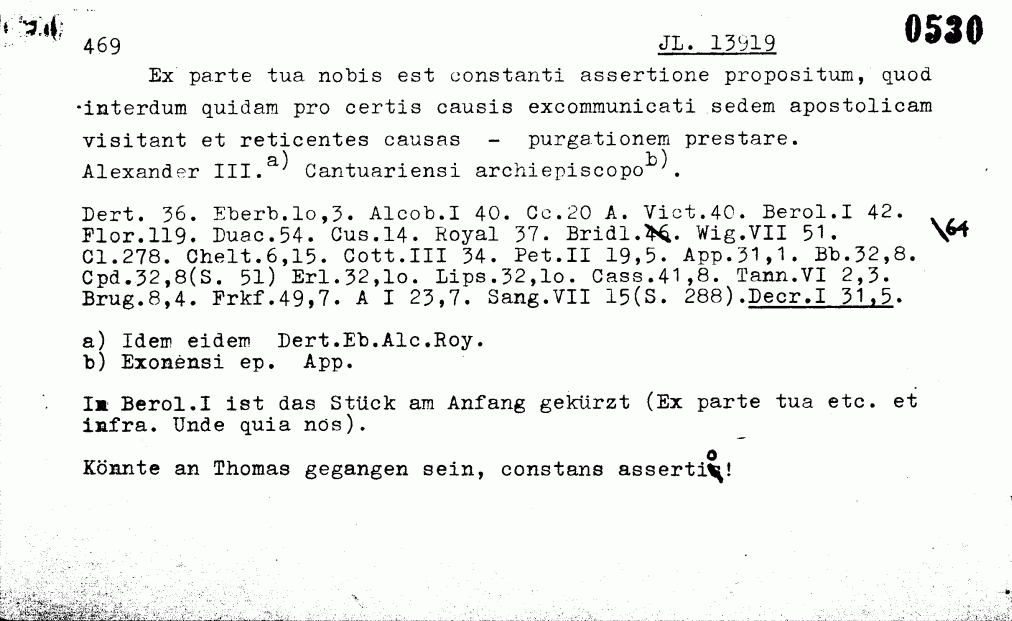 0530
469 JL. 13919
Ex parte tua nobis est constanti assertione propositum, quod
interdum quidam pro certis causis excommunicati sedem apostolicam
visitant et reticentes causas - purgationem prestare.
Alexander III.a) Cantuariensi archiepiscopob).
Dert. 36. Eberb.lo,3. Alcob.I 40. Cc.20 A. Vict.40. Berol.I 42.
Flor.119. Duac.54. Cus.14. Royal 37. Bridl.46. Wig.VII 51. \64
Cl.278. Chelt.6,15. Cott.III 34. Pet.II 19,5. App.31,1. Bb.32,8.
Cpd.32,8(S. 51) Erl.32,lo. Lips.32,lo. Cass.41,8. Tann.VI 2,3.
Brug.8,4. Frkf.49,7. A I 23,7. Sang.VII 15(S. 288).Decr.I 31,5.
a) Idem eidem Dert.Eb.Alc.Roy.
b) Exonensi ep. App.
In Berol.I ist das Stück am Anfang gekürzt (Ex parte tua etc. et
infra. Unde quia nos).
Könnte an Thomas gegangen sein, constans assertio!